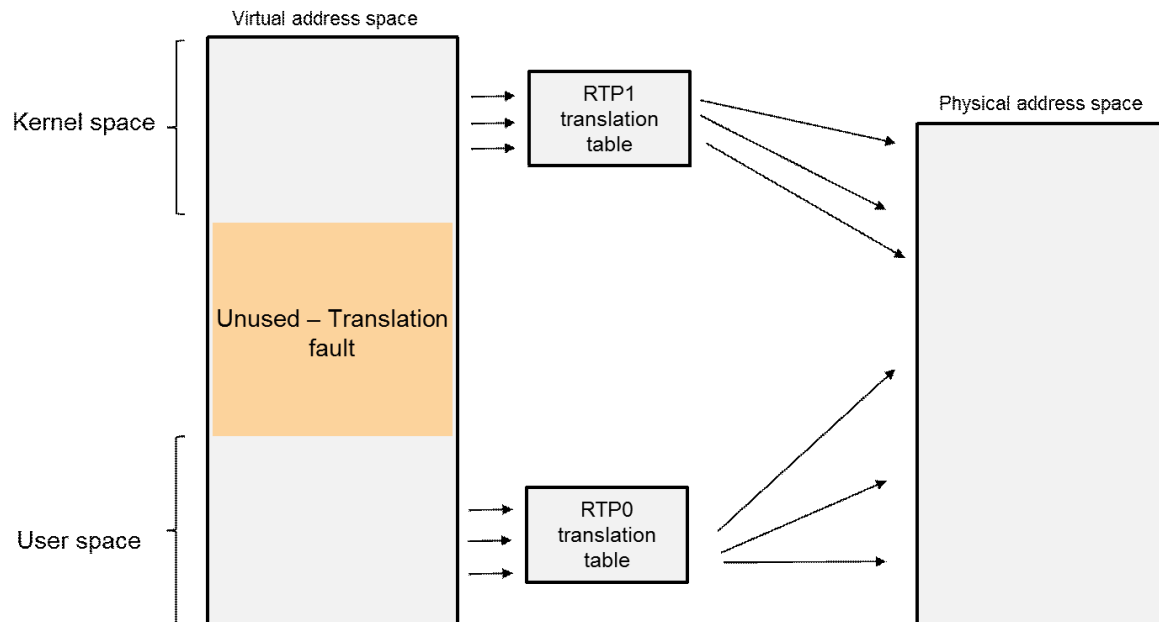 Virtual address space
Kernel space
RTP1
translation
table
Physical address space
Unused – Translation
fault
User space
RTP0
translation
table